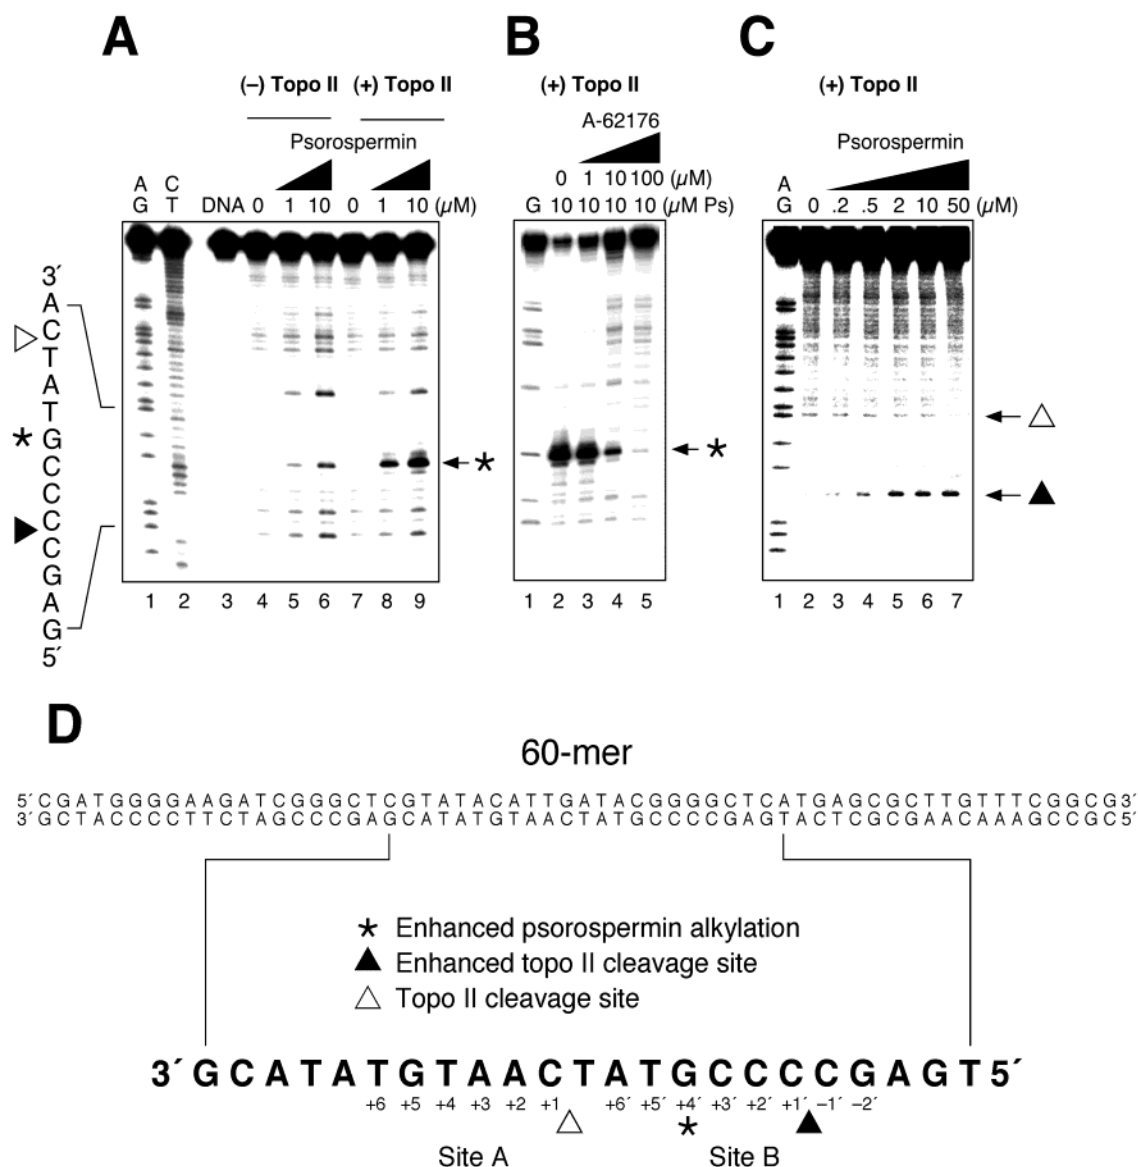 A
B
C
(–) Topo II (+) Topo II
(+) Topo II
(+) Topo II
Psorospermin
A-62176
Psorospermin
A C
G T DNA 0 1 10 0 1 10 (µM)
0 1 10 100 (µM)
G 10 10 10 10 (µM Ps)
A
G 0 .2 .5 2 10 50 (µM)
3´
A
C
T
A
T
* G
C
C
C
C
G
A
G
5´
*
*
1 2 3 4 5 6 7 8 9
1 2 3 4 5
1 2 3 4 5 6 7
D
60-mer
5´ C G A T G G G G A A G A T C G G G C T C G T A T A C A T T G A T A C G G G G C T C A T G A G C G C T T G T T T C G G C G 3´
3´ G C T A C C C C T T C T A G C C C G A G C A T A T G T A A C T A T G C C C C G A G T A C T C G C G A A C A A A G C C G C 5´
* Enhanced psorospermin alkylation
▲ Enhanced topo II cleavage site
△ Topo II cleavage site
3´ G C A T A T G T A A C T A T G C C C C G A G T 5´
+6 +5 +4 +3 +2 +1 +6´ +5´ +4´ +3´ +2´ +1´ –1´ –2´
*
Site A Site B